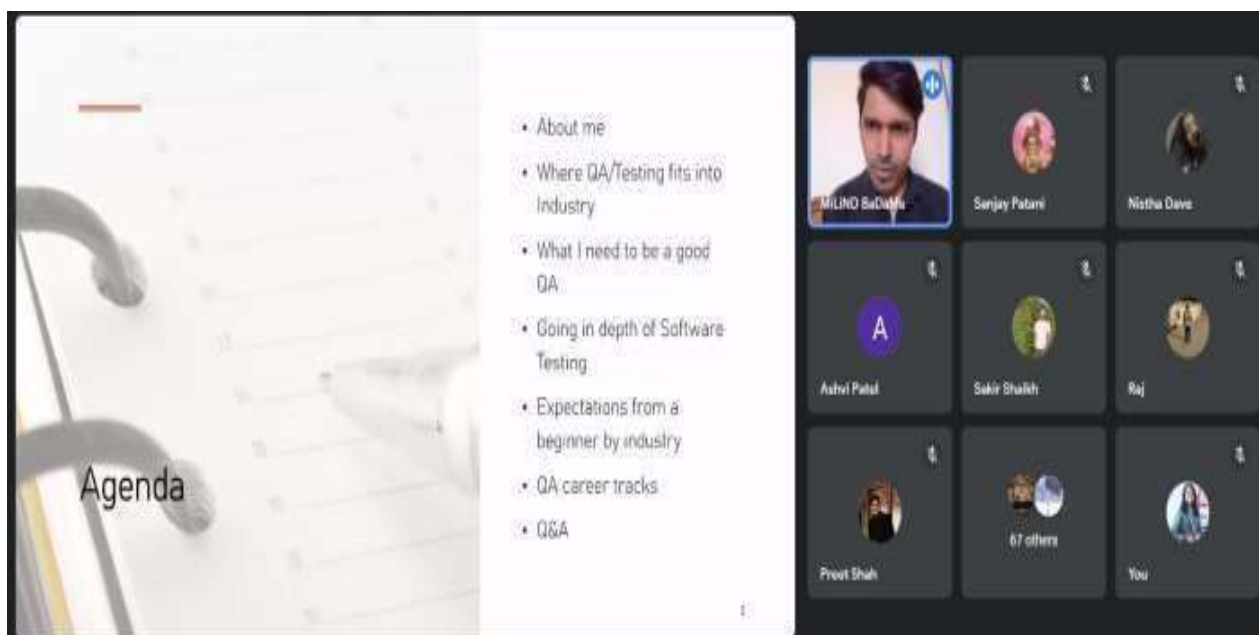 Agenda
• About me
• Where QA/Testing fits into
Industry
• What I need to be a good
QA
• Going in depth of Software
Testing
• Expectations from a
beginner by industry
• QA career tracks
• Q&A
Sanjay Patani
Nistha Dave
A
Ashvi Patul
Sakir Shaikh
Raj
Preet Shah
67 others
You